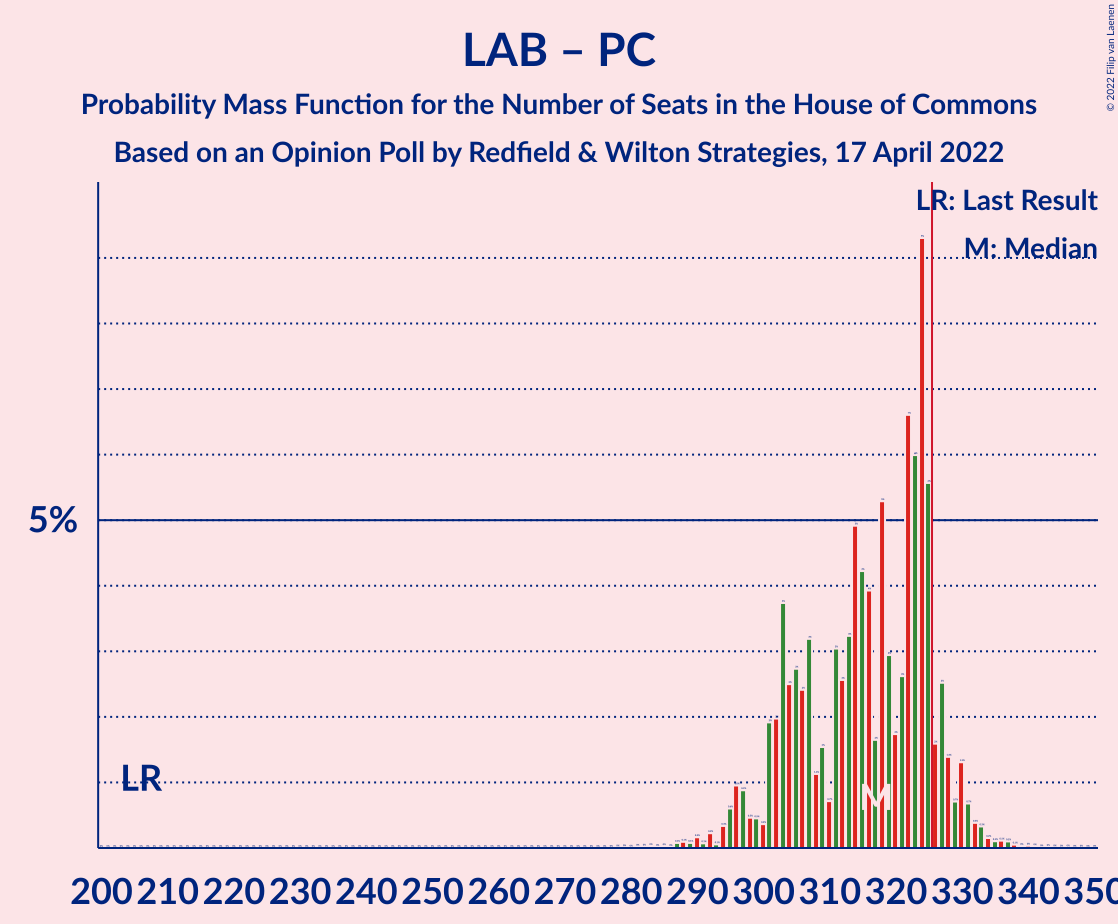 LAB – PC
Probability Mass Function for the Number of Seats in the House of Commons
Based on an Opinion Poll by Redfield & Wilton Strategies, 17 April 2022
© 2022 Filip van Laenen
LR: Last Result
M: Median
5%
LR
M
200 210 220 230 240 250 260 270 280 290 300 310 320 330 340 350